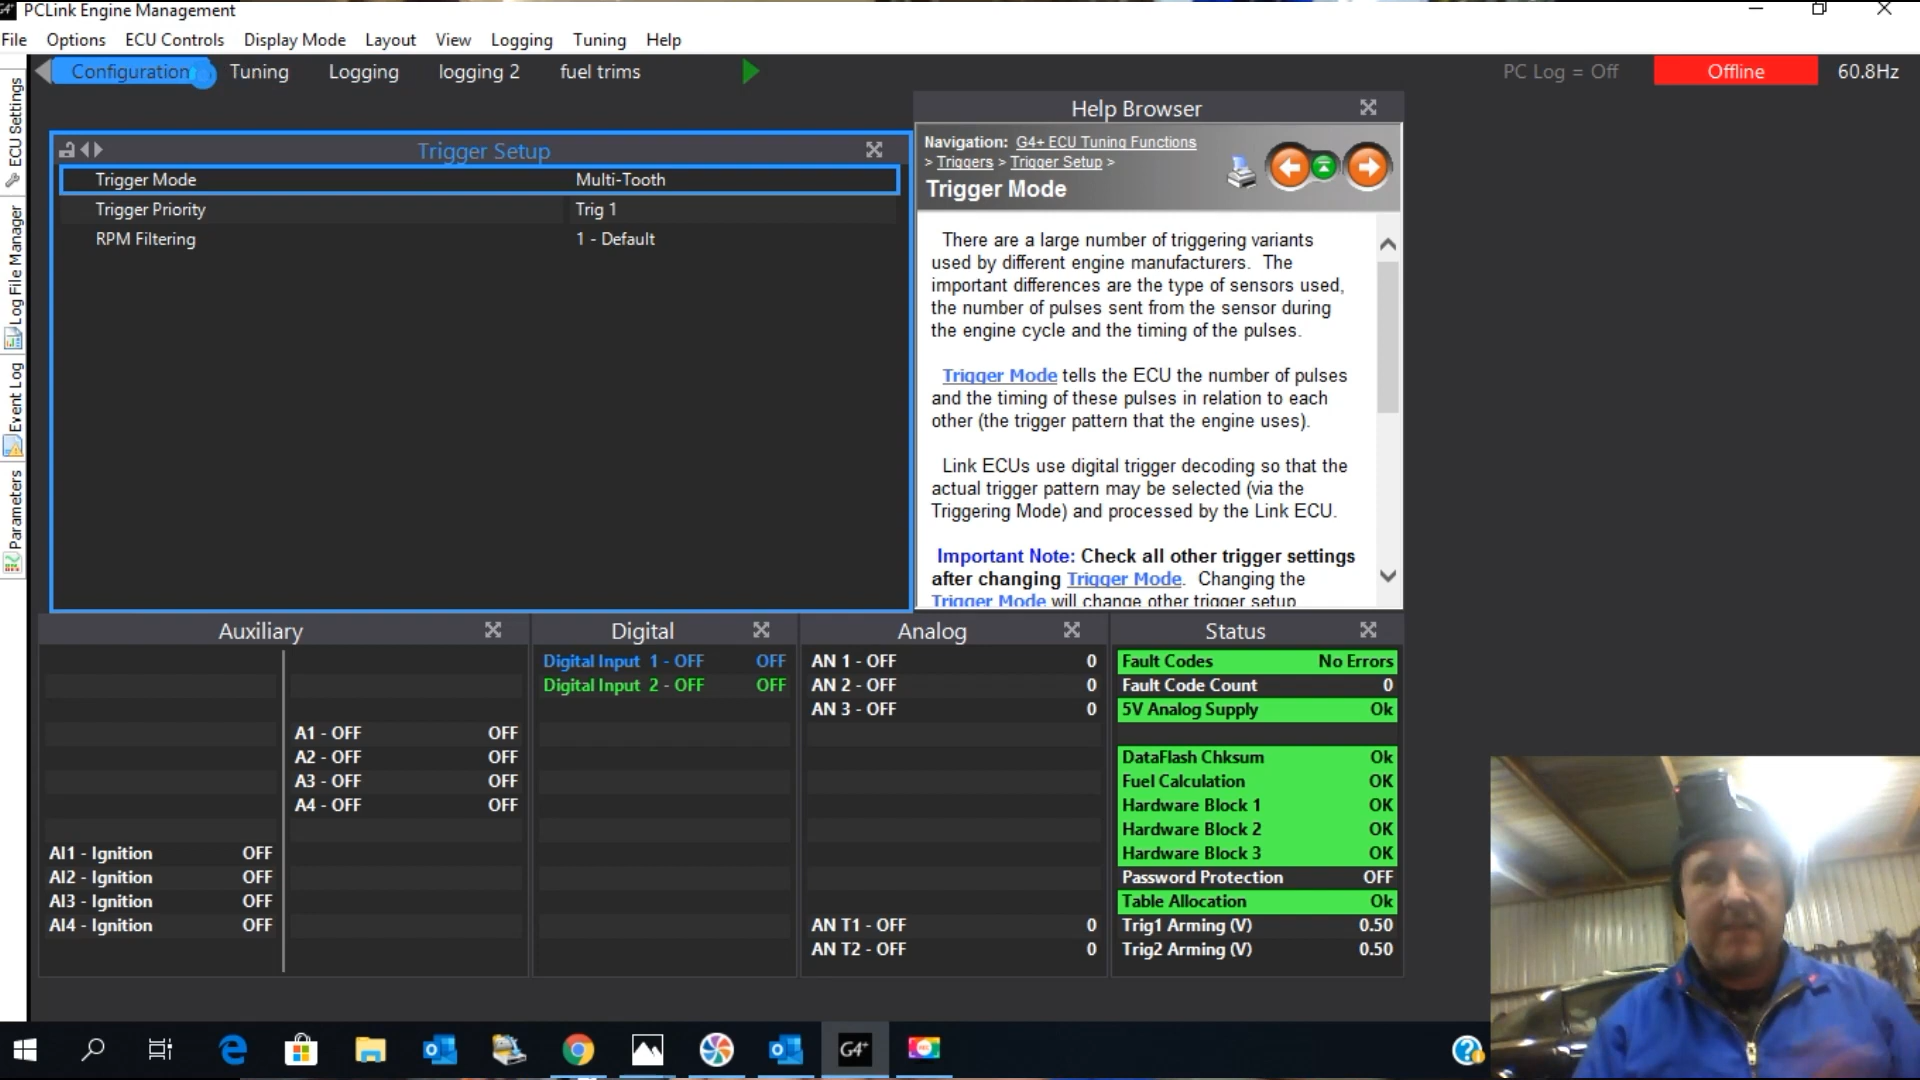 G4+ PCLink Engine Management
File Options ECU Controls Display Mode Layout View Logging Tuning Help
Configuration Tuning Logging logging 2 fuel trims PC Log = Off Offline 60.8Hz
ECU Settings
Log File Manager
Event Log
Parameters
Trigger Setup
Trigger Mode Multi-Tooth
Trigger Priority Trig 1
RPM Filtering 1 - Default
Help Browser
Navigation: G4+ ECU Tuning Functions
> Triggers > Trigger Setup >
Trigger Mode
There are a large number of triggering variants
used by different engine manufacturers. The
important differences are the type of sensors used,
the number of pulses sent from the sensor during
the engine cycle and the timing of the pulses.
Trigger Mode tells the ECU the number of pulses
and the timing of these pulses in relation to each
other (the trigger pattern that the engine uses).
Link ECUs use digital trigger decoding so that the
actual trigger pattern may be selected (via the
Triggering Mode) and processed by the Link ECU.
Important Note: Check all other trigger settings
after changing Trigger Mode. Changing the
Trigger Mode will change other trigger setup
Auxiliary
A1 - OFF OFF
A2 - OFF OFF
A3 - OFF OFF
A4 - OFF OFF
AI1 - Ignition OFF
AI2 - Ignition OFF
AI3 - Ignition OFF
AI4 - Ignition OFF
Digital
Digital Input 1 - OFF OFF
Digital Input 2 - OFF OFF
Analog
AN 1 - OFF 0
AN 2 - OFF 0
AN 3 - OFF 0
AN T1 - OFF 0
AN T2 - OFF 0
Status
Fault Codes No Errors
Fault Code Count 0
5V Analog Supply Ok
DataFlash Chksum Ok
Fuel Calculation OK
Hardware Block 1 OK
Hardware Block 2 OK
Hardware Block 3 OK
Password Protection OFF
Table Allocation Ok
Trig1 Arming (V) 0.50
Trig2 Arming (V) 0.50
G4+